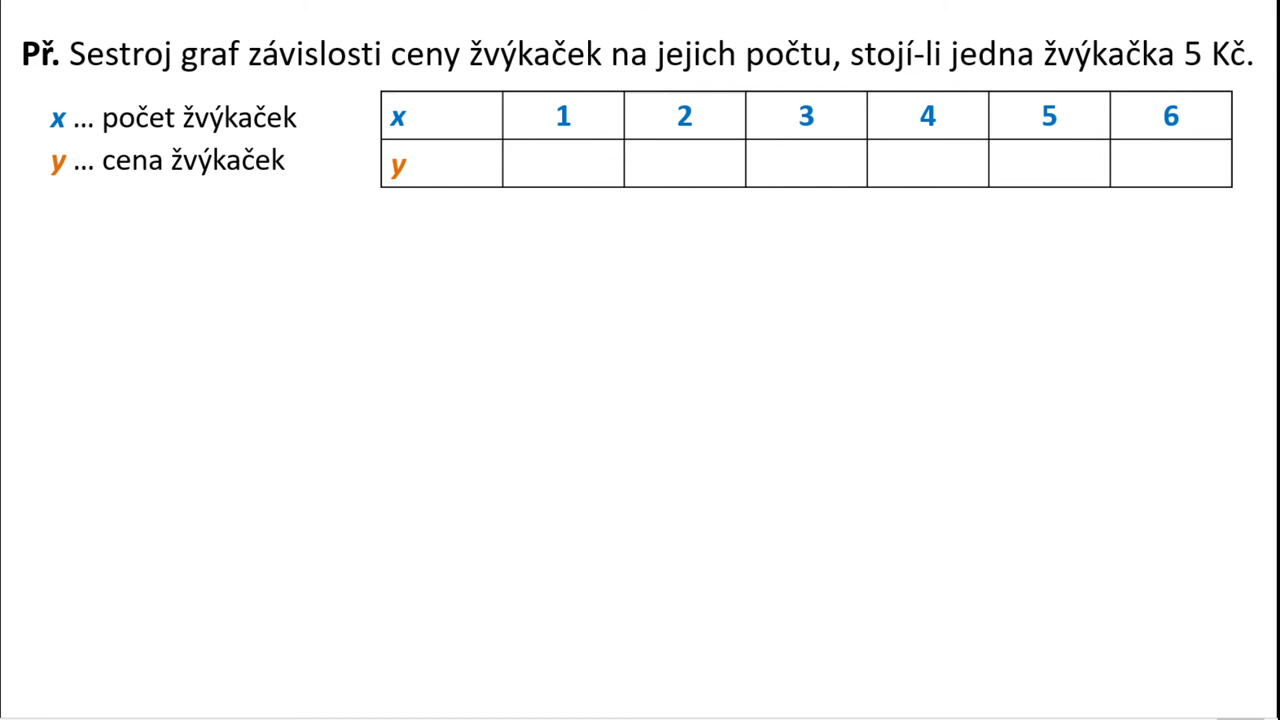 Př. Sestroj graf závislosti ceny žvýkaček na jejich počtu, stojí-li jedna žvýkačka 5 Kč.
x ... počet žvýkaček
y ... cena žvýkaček
x 1 2 3 4 5 6
y